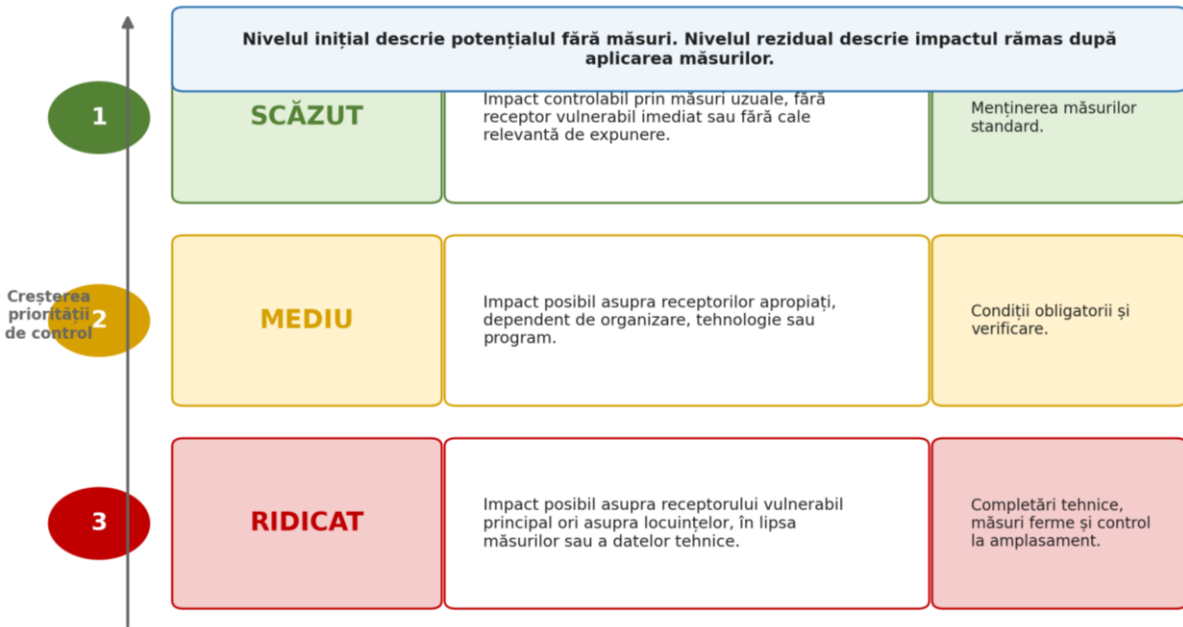 Nivelul inițial descrie potențialul fără măsuri. Nivelul rezidual descrie impactul rămas după
aplicarea măsurilor.
1
SCĂZUT
Impact controlabil prin măsuri uzuale, fără
receptor vulnerabil imediat sau fără cale
relevantă de expunere.
Menținerea măsurilor
standard.
Creșterea
priorității
de control
2
MEDIU
Impact posibil asupra receptorilor apropiați,
dependent de organizare, tehnologie sau
program.
Condiții obligatorii și
verificare.
3
RIDICAT
Impact posibil asupra receptorului vulnerabil
principal ori asupra locuințelor, în lipsa
măsurilor sau a datelor tehnice.
Completări tehnice,
măsuri ferme și control
la amplasament.